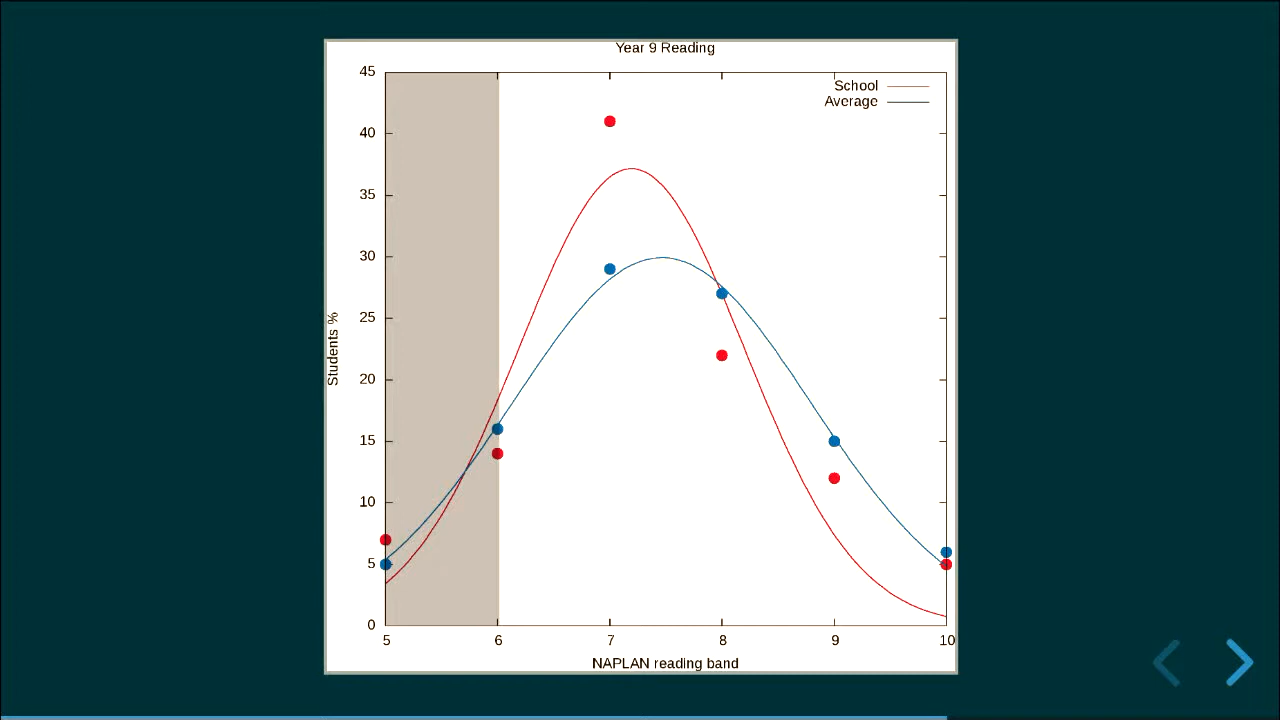 Year 9 Reading
School
Average
45
40
35
30
25
20
15
10
5
0
Students %
5 6 7 8 9 10
NAPLAN reading band